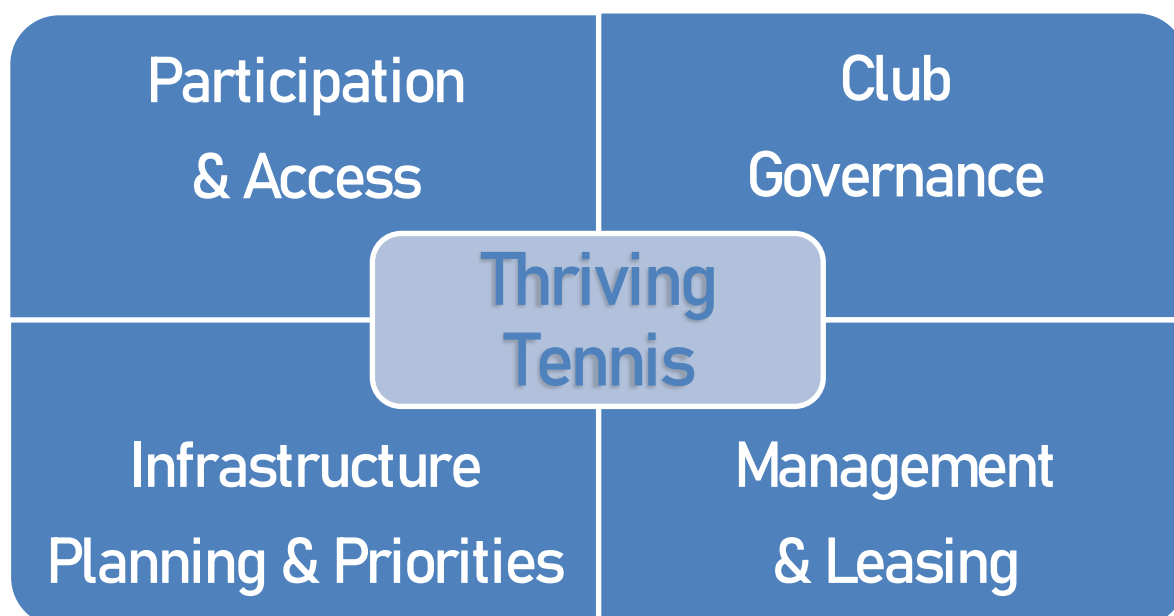 Participation
& Access
Club
Governance
Thriving
Tennis
Infrastructure
Planning & Priorities
Management
& Leasing